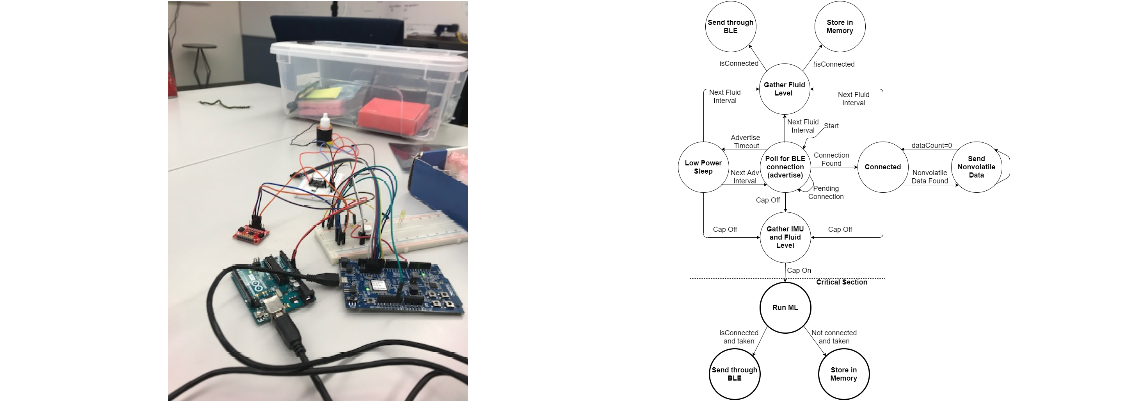 Send through
BLE
Store in
Memory
isConnected
!isConnected
Gather Fluid
Level
Next Fluid
Interval
Next Fluid
Interval
Next Fluid
Interval
Start
Advertise
Timeout
Low Power
Sleep
Poll for BLE
connection
(advertise)
Connection
Found
Connected
dataCount=0
Nonvolatile
Data Found
Send
Nonvolatile
Data
Next Adv
Interval
Pending
Connection
Cap Off
Cap Off
Gather IMU
and Fluid
Level
Cap Off
Cap On
Critical Section
Run ML
IsConnected
and taken
Not connected
and taken
Send through
BLE
Store in
Memory